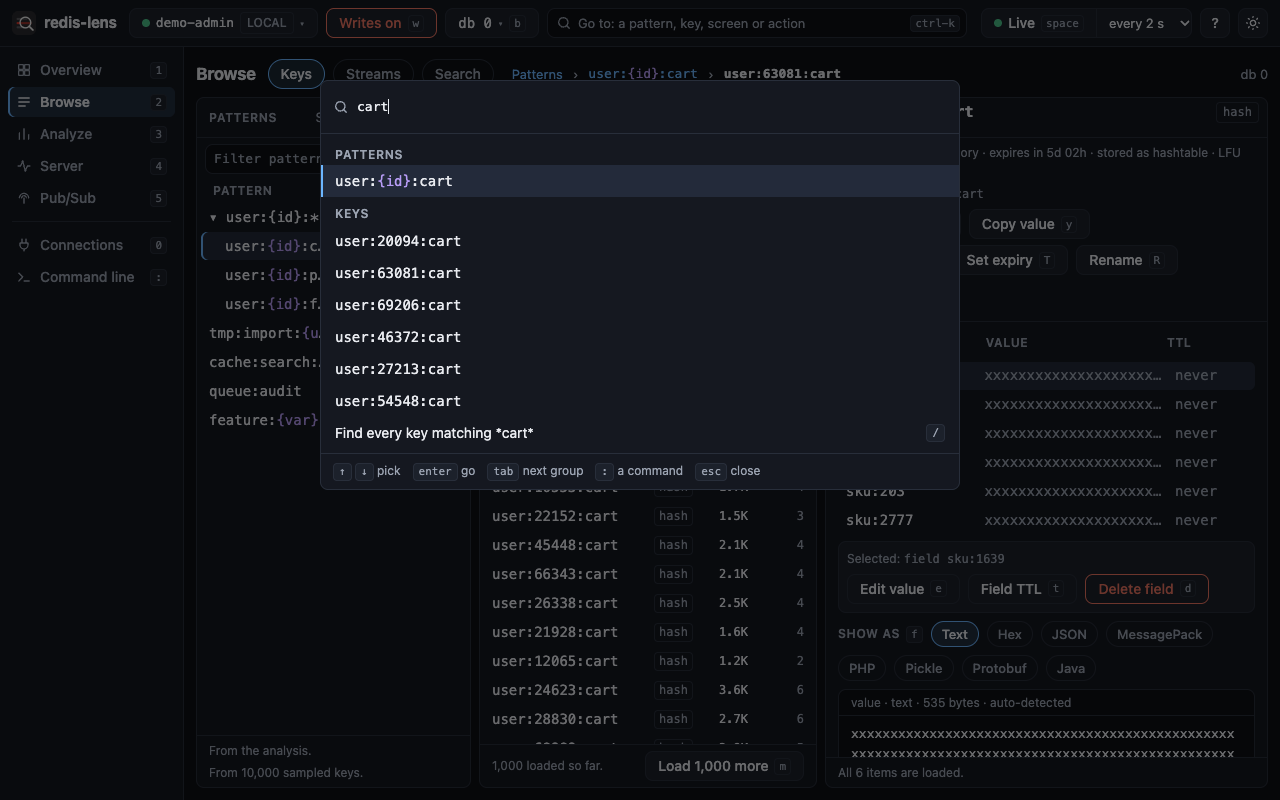 redis-lens
demo-admin LOCAL ▾
Writes on w
db 0 ▾ b
Go to: a pattern, key, screen or action ctrl-k
Live space
every 2 s
?
Overview 1
Browse 2
Analyze 3
Server 4
Pub/Sub 5
Connections 0
Command line :
Browse Keys Streams Search Patterns › user:{id}:cart › user:63081:cart db 0
PATTERNS S
Filter pattern
PATTERN
▾ user:{id}:*
user:{id}:c…
user:{id}:p…
user:{id}:f…
tmp:import:{u…
cache:search:…
queue:audit
feature:{var}
From the analysis.
From 10,000 sampled keys.
cart
PATTERNS
user:{id}:cart
KEYS
user:20094:cart
user:63081:cart
user:69206:cart
user:46372:cart
user:27213:cart
user:54548:cart
Find every key matching *cart* /
↑ ↓ pick enter go tab next group : a command esc close
user:22152:cart hash 1.5K 3
user:45448:cart hash 2.1K 4
user:66343:cart hash 2.1K 4
user:26338:cart hash 2.5K 4
user:21928:cart hash 1.6K 4
user:12065:cart hash 1.2K 2
user:24623:cart hash 3.6K 6
user:28830:cart hash 2.7K 6
1,000 loaded so far. Load 1,000 more m
rt hash
ory · expires in 5d 02h · stored as hashtable · LFU
cart
Copy value y
Set expiry T Rename R
VALUE TTL
xxxxxxxxxxxxxxxxxxxx… never
xxxxxxxxxxxxxxxxxxxx… never
xxxxxxxxxxxxxxxxxxxx… never
xxxxxxxxxxxxxxxxxxxx… never
sku:203 xxxxxxxxxxxxxxxxxxxx… never
sku:2777 xxxxxxxxxxxxxxxxxxxx… never
Selected: field sku:1639
Edit value e Field TTL t Delete field d
SHOW AS f Text Hex JSON MessagePack
PHP Pickle Protobuf Java
value · text · 535 bytes · auto-detected
xxxxxxxxxxxxxxxxxxxxxxxxxxxxxxxxxxxxxxxxxxxxxxxxx
xxxxxxxxxxxxxxxxxxxxxxxxxxxxxxxxxxxxxxxxxxxxxxxxx
All 6 items are loaded.